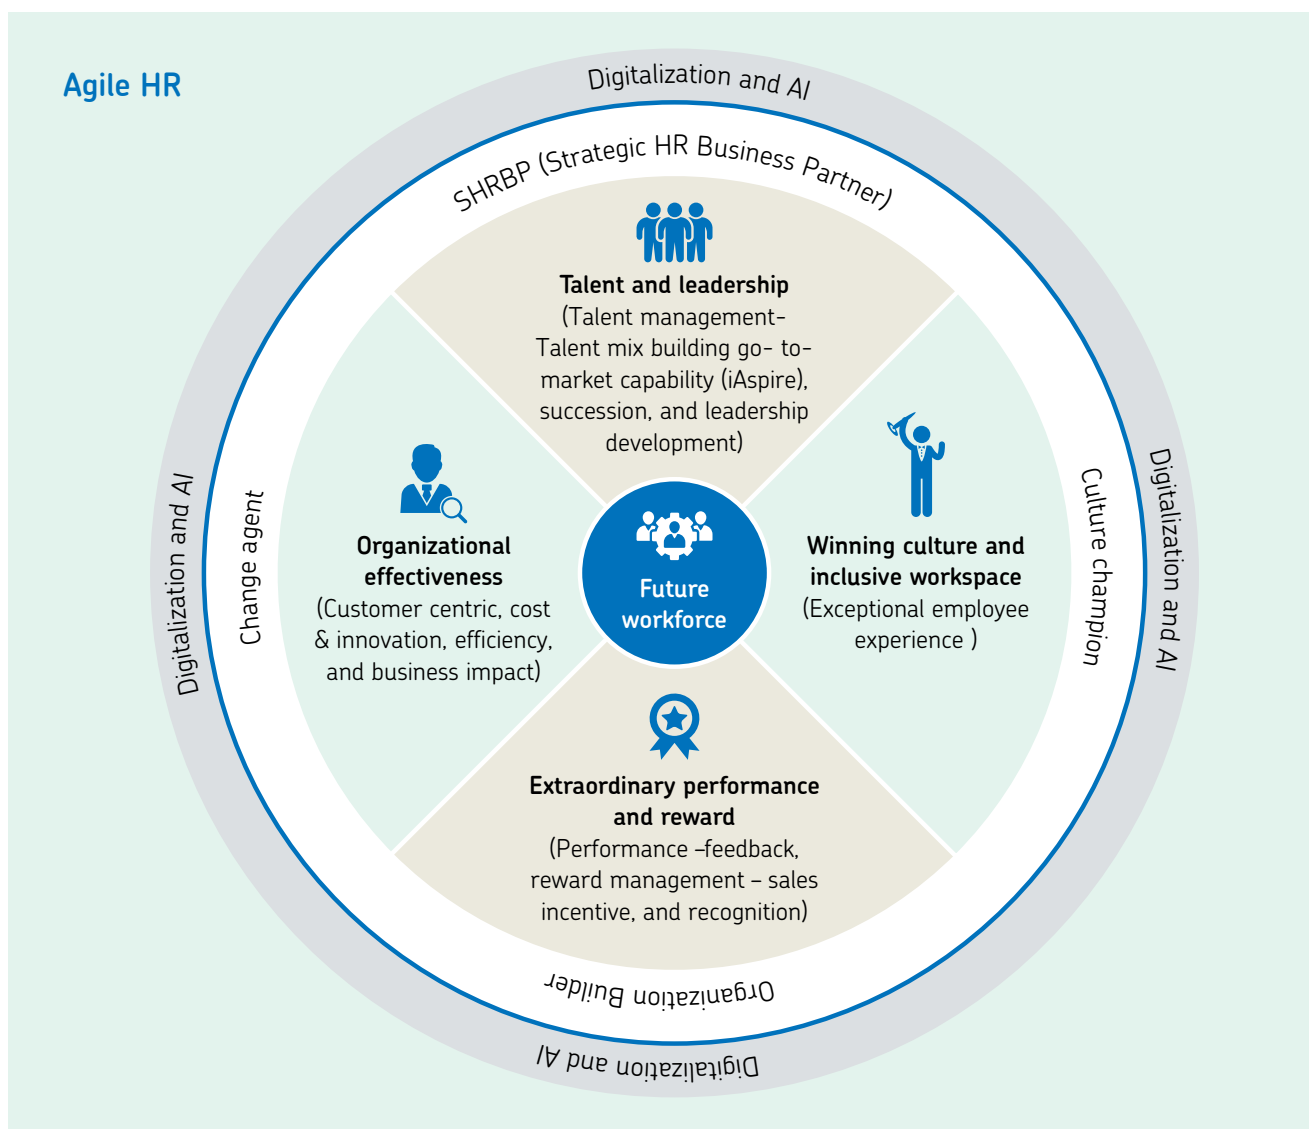 Agile HR
Digitalization and AI
SHRBP (Strategic HR Business Partner)
Talent and leadership
(Talent management-
Talent mix building go- to-
market capability (iAspire),
succession, and leadership
development)
Digitalization and AI
Change agent
Organizational
effectiveness
(Customer centric, cost
& innovation, efficiency,
and business impact)
Future
workforce
Winning culture and
inclusive workspace
(Exceptional employee
experience )
Culture champion
Digitalization and AI
Extraordinary performance
and reward
(Performance –feedback,
reward management – sales
incentive, and recognition)
Organization Builder
Digitalization and AI